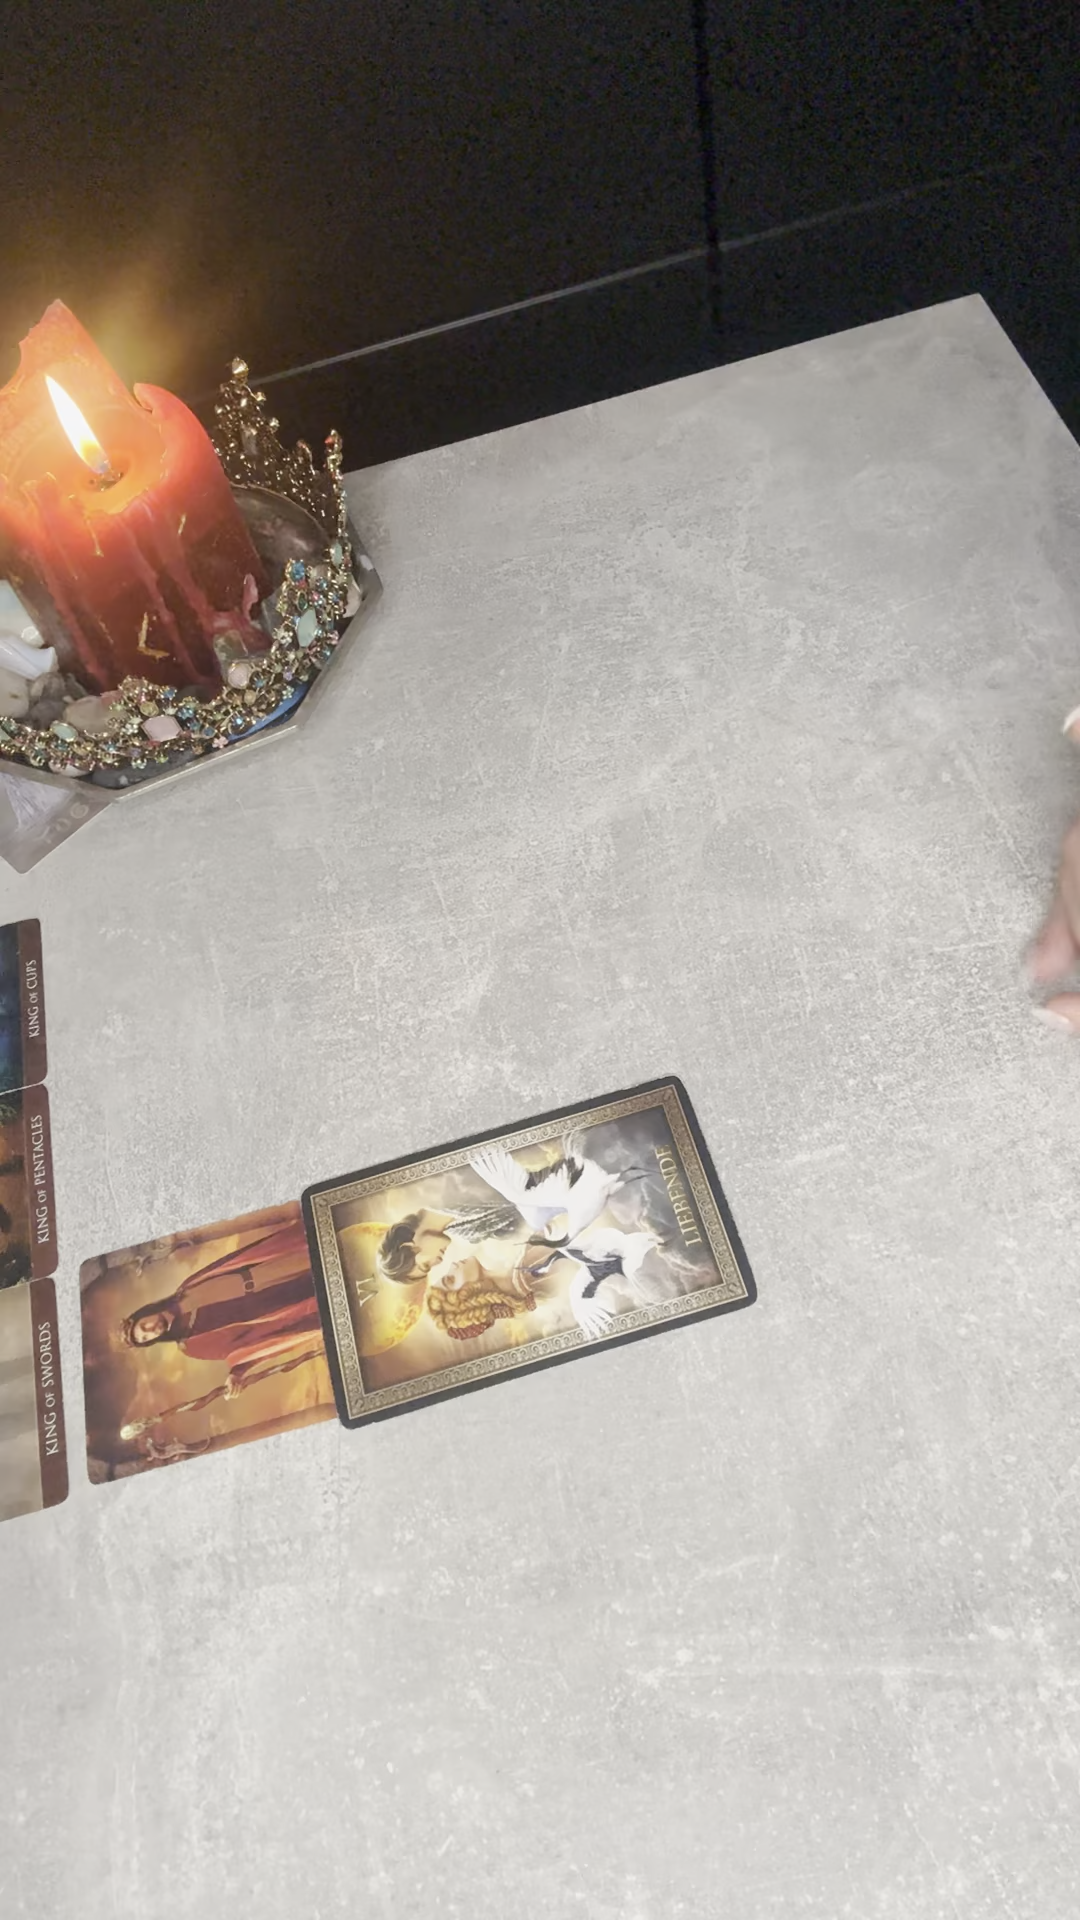 KING OF CUPS
KING OF PENTACLES
KING OF SWORDS
VI
LIEBENDE